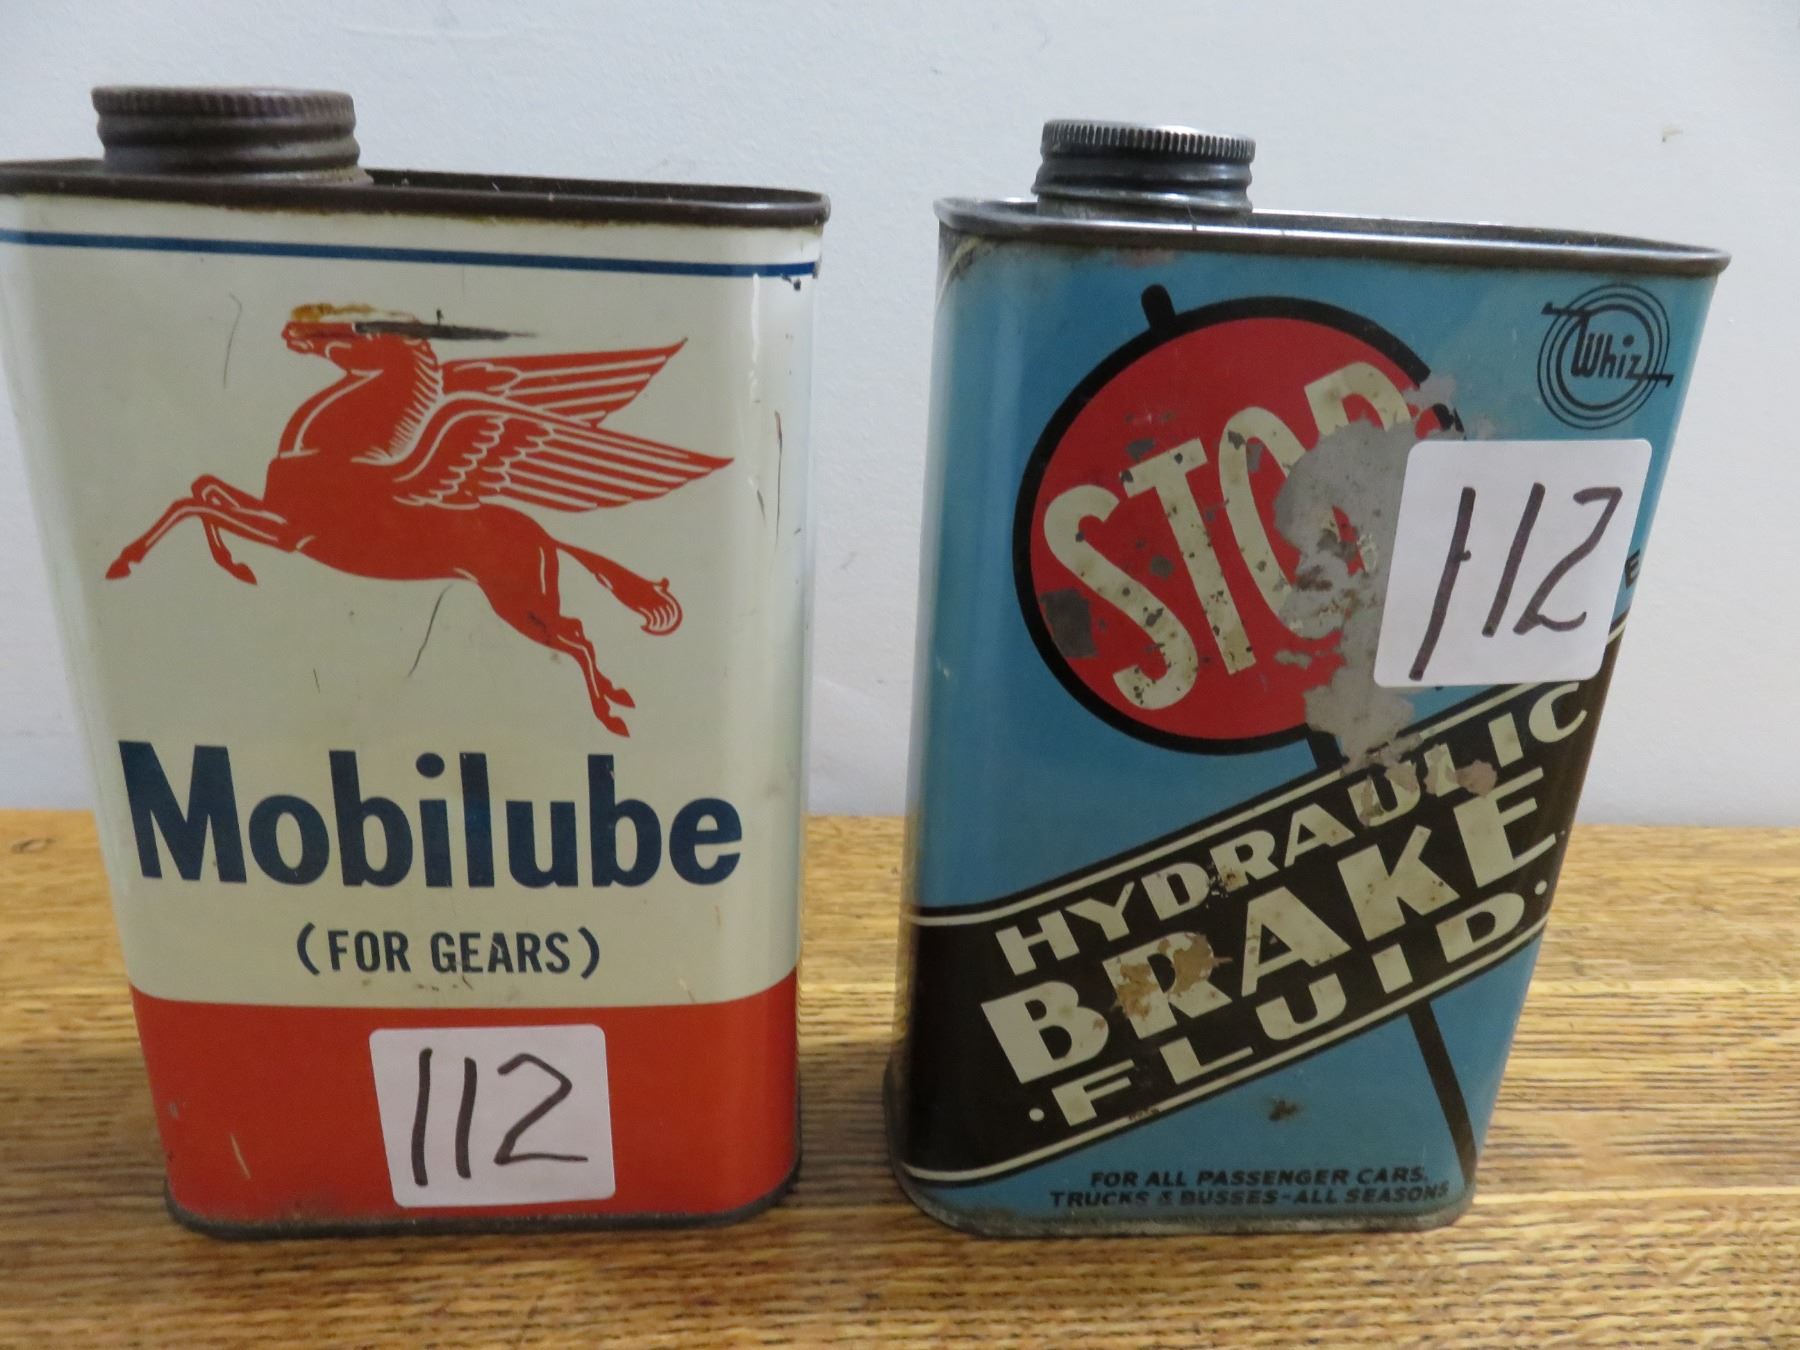 Mobilube
(FOR GEARS)
112
Whiz
STOP
112
HYDRAULIC
BRAKE
• FLUID •
FOR ALL PASSENGER CARS,
TRUCKS & BUSSES - ALL SEASONS